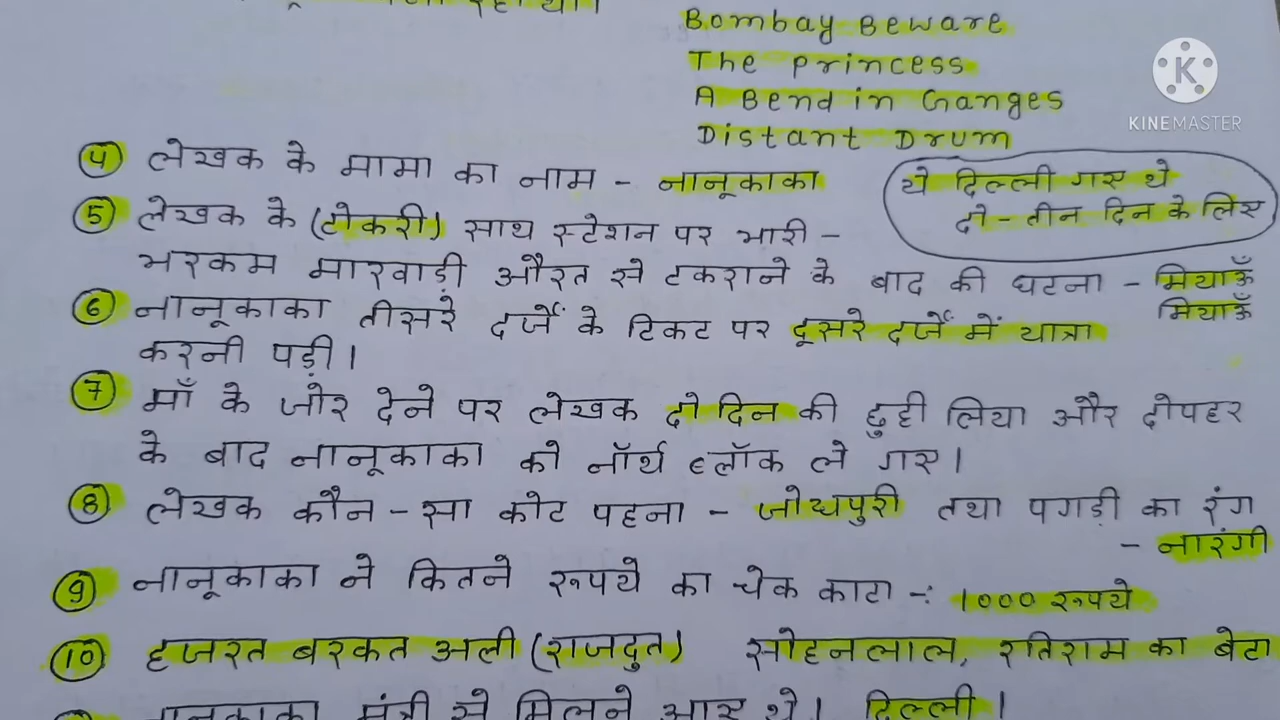 Bombay Beware
The Princess
A Bend in Ganges
Distant Drum
KINEMASTER
४ लेखक के मामा का नाम - नानूकाका
ये दिल्ली गए थे
दो-तीन दिन के लिए
5 लेखक के (टोकरी) साथ स्टेशन पर भारी -
भरकम मारवाड़ी औरत से टकराने के बाद की घटना - मियाऊँ
मियाऊँ
6 नानूकाका तीसरे दर्जे के टिकट पर दूसरे दर्जे में यात्रा
करनी पड़ी।
7 माँ के जोर देने पर लेखक दो दिन की छुट्टी लिया और दोपहर
के बाद नानूकाका को नॉर्थ ब्लॉक ले गए।
8 लेखक कौन-सा कोट पहना - जोधपुरी तथा पगड़ी का रंग
- नारंगी
9 नानूकाका ने कितने रूपये का चेक काटा -: 1000 रूपये
10 हजरत बरकत अली (राजदुत) सोहनलाल, रतिराम का बेटा
नानूकाका मंत्री से मिलने आए थे। दिल्ली।